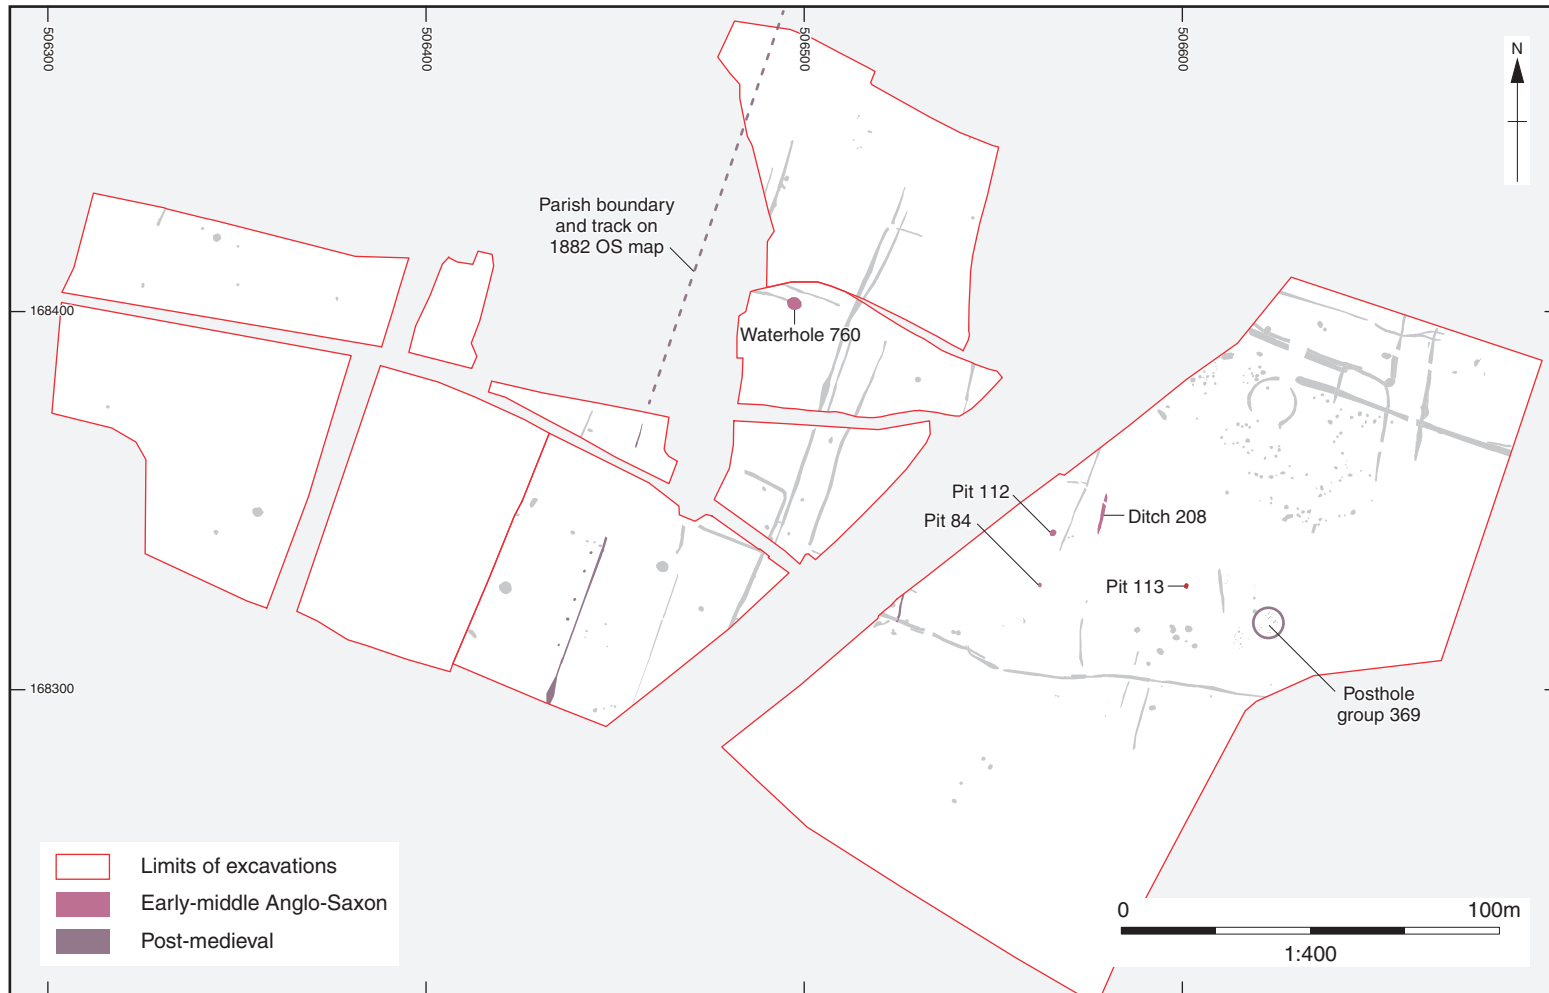 506300
506400
506500
506600
N
Parish boundary
and track on
1882 OS map
168400
Waterhole 760
Pit 112
Pit 84
Ditch 208
Pit 113
168300
Posthole
group 369
Limits of excavations
Early-middle Anglo-Saxon
Post-medieval
0 100m
1:400